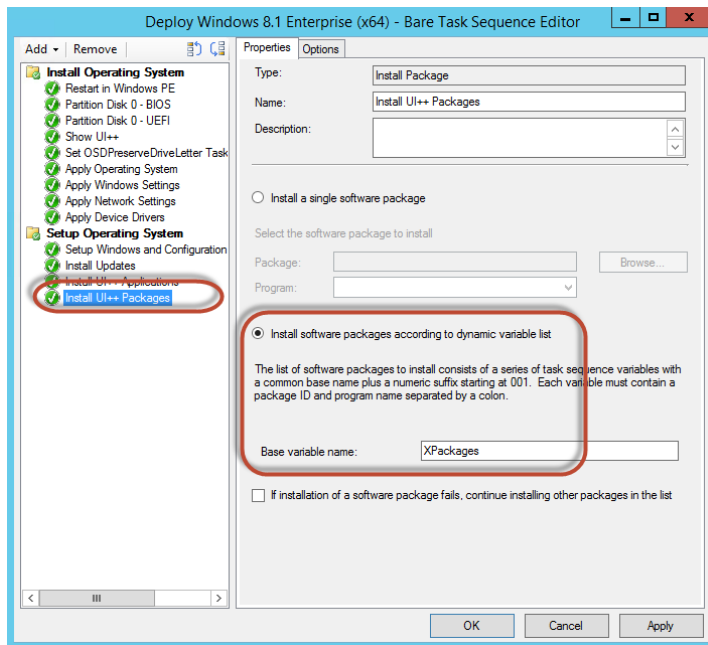 Deploy Windows 8.1 Enterprise (x64) - Bare Task Sequence Editor
Add
Remove
Install Operating System
Restart in Windows PE
Partition Disk 0 - BIOS
Partition Disk 0 - UEFI
Show UI++
Set OSDPreserveDriveLetter Task
Apply Operating System
Apply Windows Settings
Apply Network Settings
Apply Device Drivers
Setup Operating System
Setup Windows and Configuration
Install Updates
Install UI++ Applications
Install UI++ Packages
Properties
Options
Type:
Install Package
Name:
Install UI++ Packages
Description:
Install a single software package
Select the software package to install
Package:
Browse...
Program:
Install software packages according to dynamic variable list
The list of software packages to install consists of a series of task sequence variables with
a common base name plus a numeric suffix starting at 001. Each variable must contain a
package ID and program name separated by a colon.
Base variable name:
XPackages
If installation of a software package fails, continue installing other packages in the list
OK
Cancel
Apply